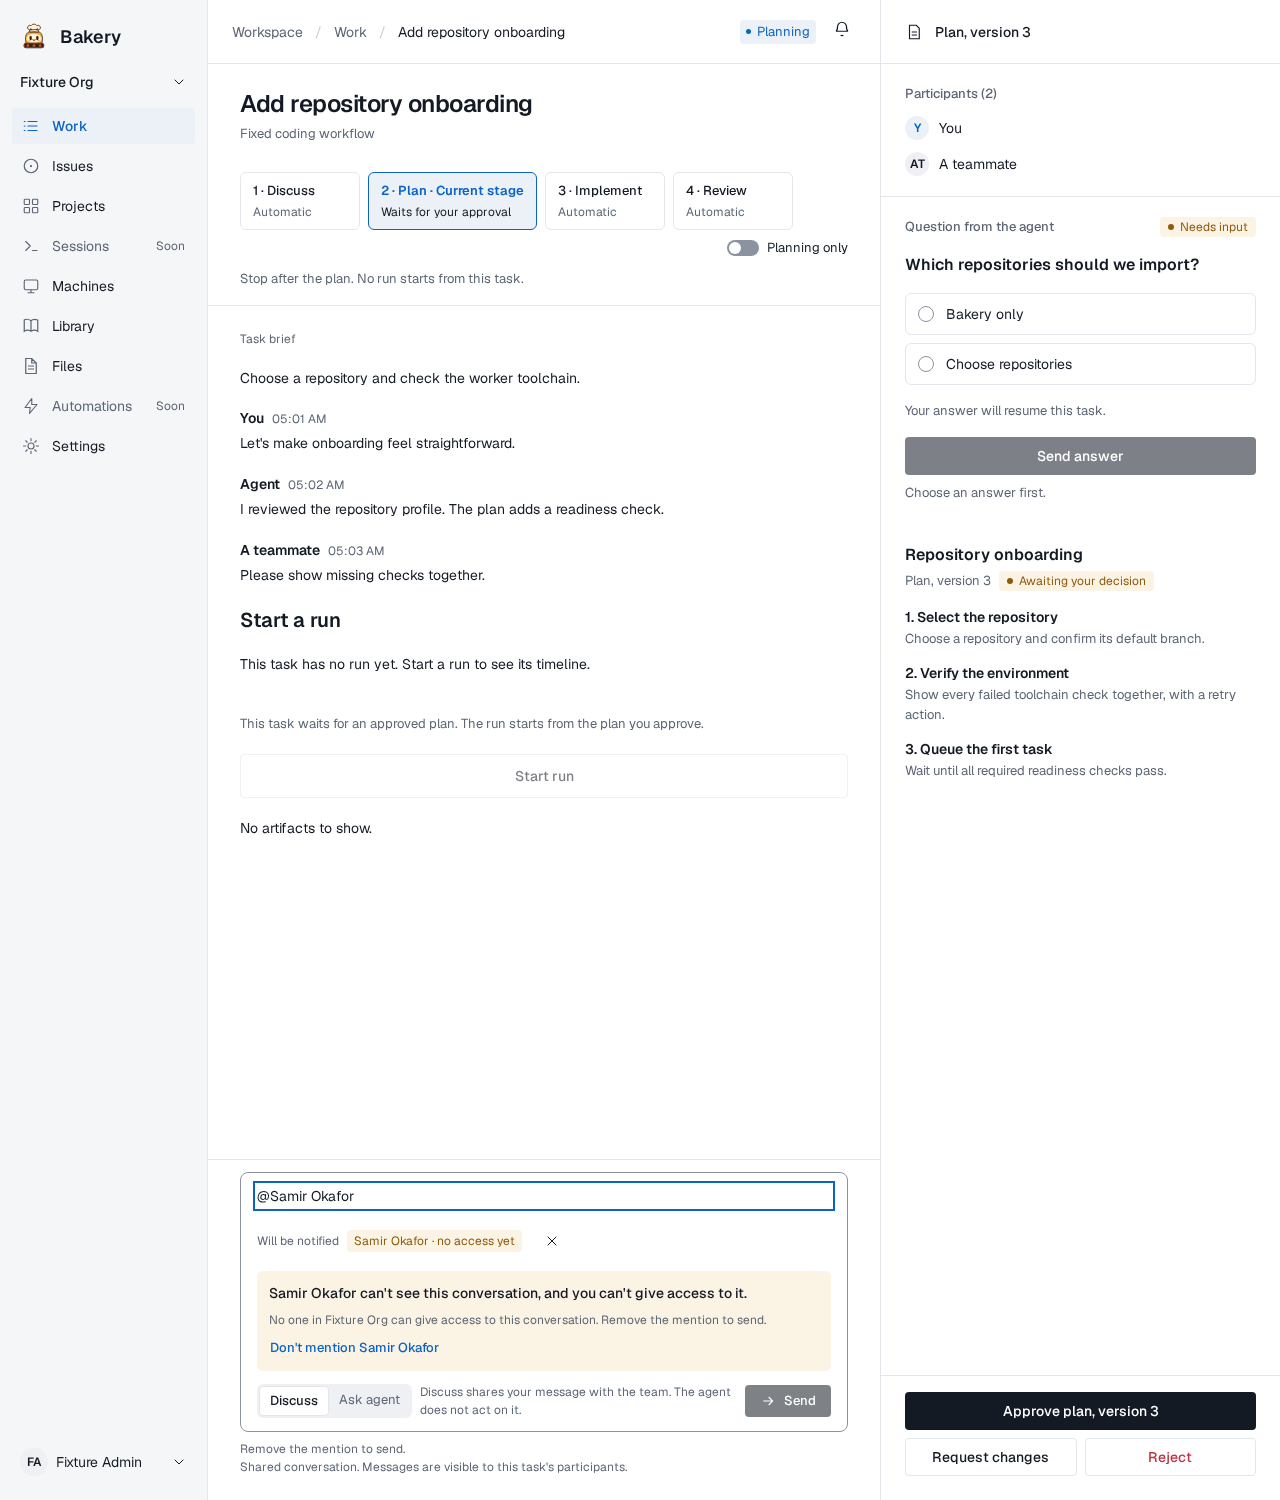 Bakery
Fixture Org
Work
Issues
Projects
Sessions Soon
Machines
Library
Files
Automations Soon
Settings
FA Fixture Admin
Workspace / Work / Add repository onboarding
Planning
Add repository onboarding
Fixed coding workflow
1 · Discuss
Automatic
2 · Plan · Current stage
Waits for your approval
3 · Implement
Automatic
4 · Review
Automatic
Planning only
Stop after the plan. No run starts from this task.
Task brief
Choose a repository and check the worker toolchain.
You 05:01 AM
Let's make onboarding feel straightforward.
Agent 05:02 AM
I reviewed the repository profile. The plan adds a readiness check.
A teammate 05:03 AM
Please show missing checks together.
Start a run
This task has no run yet. Start a run to see its timeline.
This task waits for an approved plan. The run starts from the plan you approve.
Start run
No artifacts to show.
@Samir Okafor
Will be notified Samir Okafor · no access yet
Samir Okafor can't see this conversation, and you can't give access to it.
No one in Fixture Org can give access to this conversation. Remove the mention to send.
Don't mention Samir Okafor
Discuss Ask agent
Discuss shares your message with the team. The agent
does not act on it.
Send
Remove the mention to send.
Shared conversation. Messages are visible to this task's participants.
Plan, version 3
Participants (2)
Y You
AT A teammate
Question from the agent Needs input
Which repositories should we import?
Bakery only
Choose repositories
Your answer will resume this task.
Send answer
Choose an answer first.
Repository onboarding
Plan, version 3 Awaiting your decision
1. Select the repository
Choose a repository and confirm its default branch.
2. Verify the environment
Show every failed toolchain check together, with a retry
action.
3. Queue the first task
Wait until all required readiness checks pass.
Approve plan, version 3
Request changes Reject